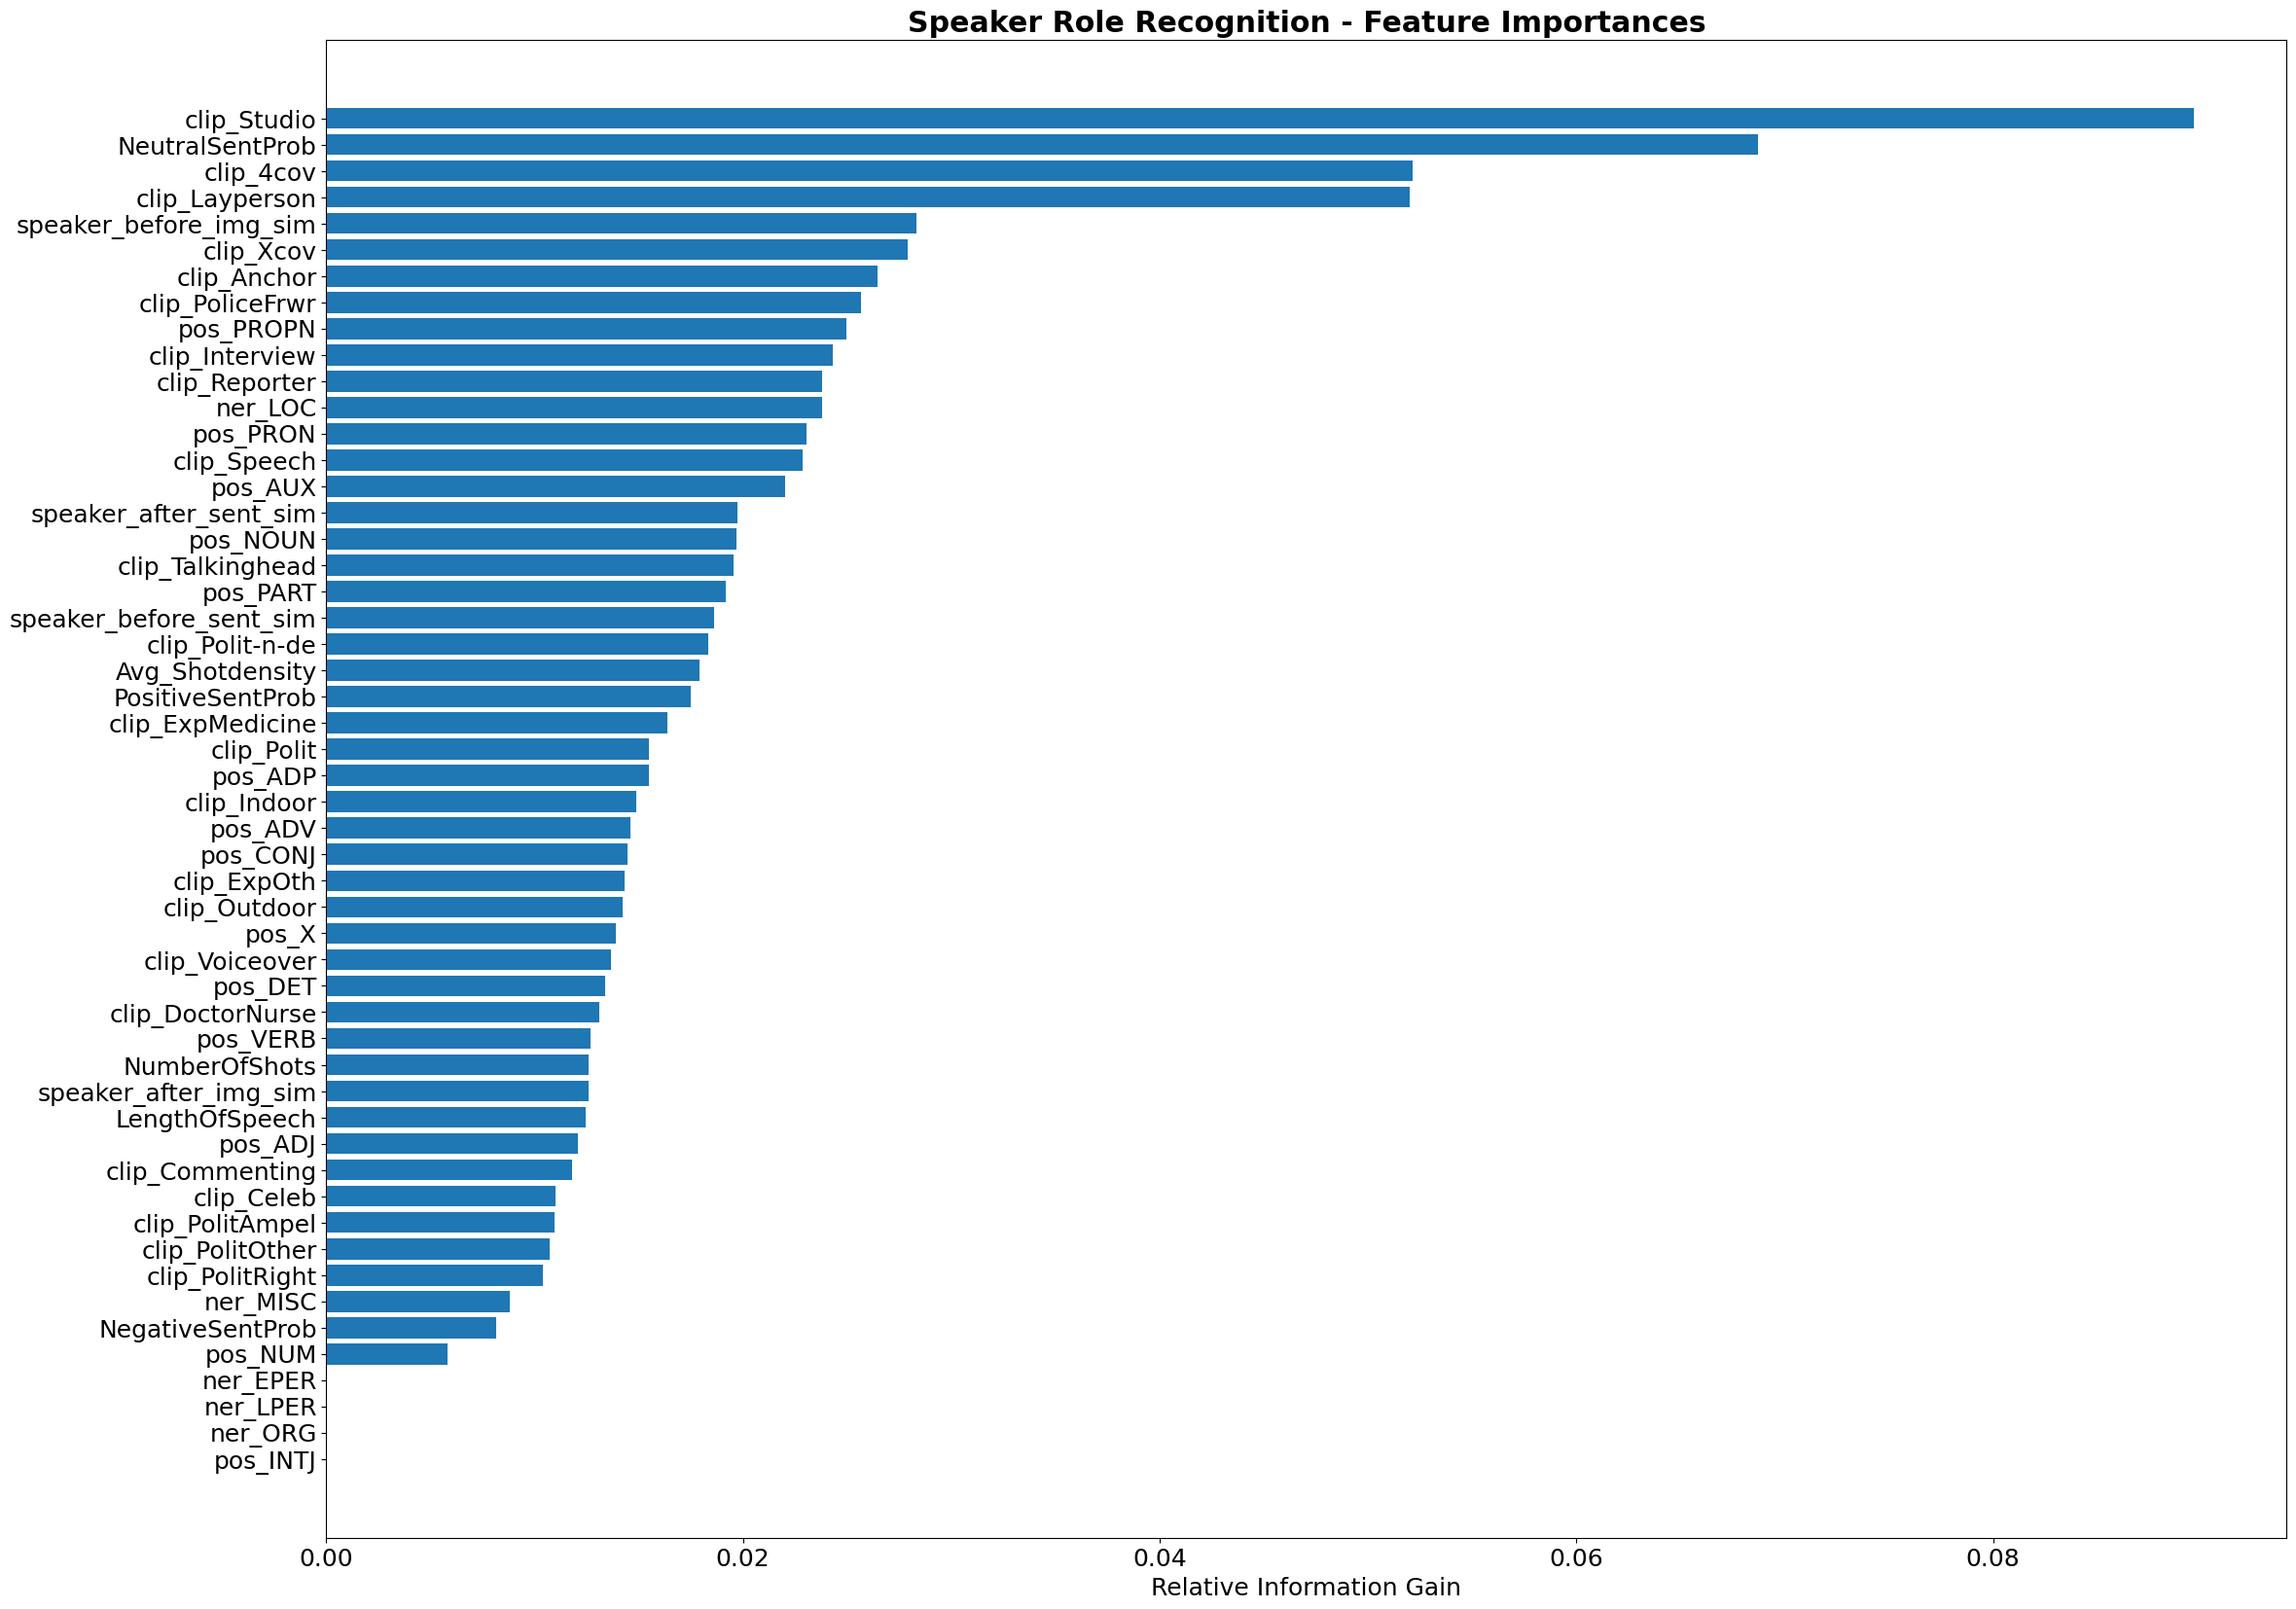 Speaker Role Recognition - Feature Importances
clip_Studio
NeutralSentProb
clip_4cov
clip_Layperson
speaker_before_img_sim
clip_Xcov
clip_Anchor
clip_PoliceFrwr
pos_PROPN
clip_Interview
clip_Reporter
ner_LOC
pos_PRON
clip_Speech
pos_AUX
speaker_after_sent_sim
pos_NOUN
clip_Talkinghead
pos_PART
speaker_before_sent_sim
clip_Polit-n-de
Avg_Shotdensity
PositiveSentProb
clip_ExpMedicine
clip_Polit
pos_ADP
clip_Indoor
pos_ADV
pos_CONJ
clip_ExpOth
clip_Outdoor
pos_X
clip_Voiceover
pos_DET
clip_DoctorNurse
pos_VERB
NumberOfShots
speaker_after_img_sim
LengthOfSpeech
pos_ADJ
clip_Commenting
clip_Celeb
clip_PolitAmpel
clip_PolitOther
clip_PolitRight
ner_MISC
NegativeSentProb
pos_NUM
ner_EPER
ner_LPER
ner_ORG
pos_INTJ
0.00 0.02 0.04 0.06 0.08
Relative Information Gain